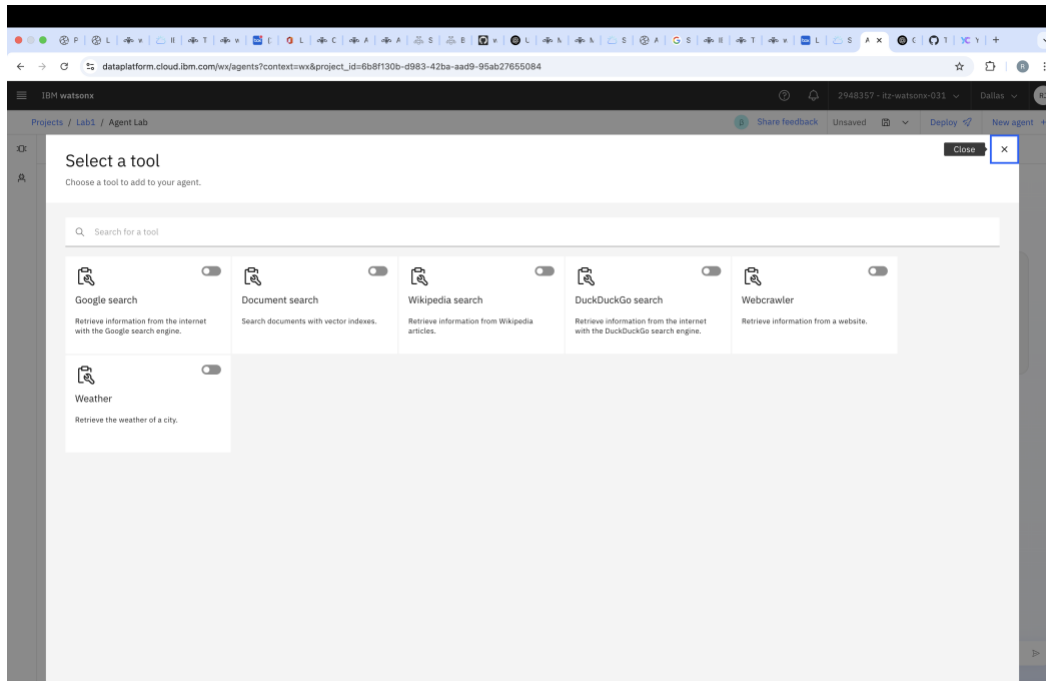 dataplatform.cloud.ibm.com/wx/agents?context=wx&project_id=6b8f130b-d983-42ba-aad9-95ab27655084
IBM watsonx
2948357 - itz-watsonx-031
Dallas
Projects / Lab1 / Agent Lab
Share feedback
Unsaved
Deploy
New agent +
Select a tool
Close
Choose a tool to add to your agent.
Search for a tool
Google search
Retrieve information from the internet
with the Google search engine.
Document search
Search documents with vector indexes.
Wikipedia search
Retrieve information from Wikipedia
articles.
DuckDuckGo search
Retrieve information from the internet
with the DuckDuckGo search engine.
Webcrawler
Retrieve information from a website.
Weather
Retrieve the weather of a city.